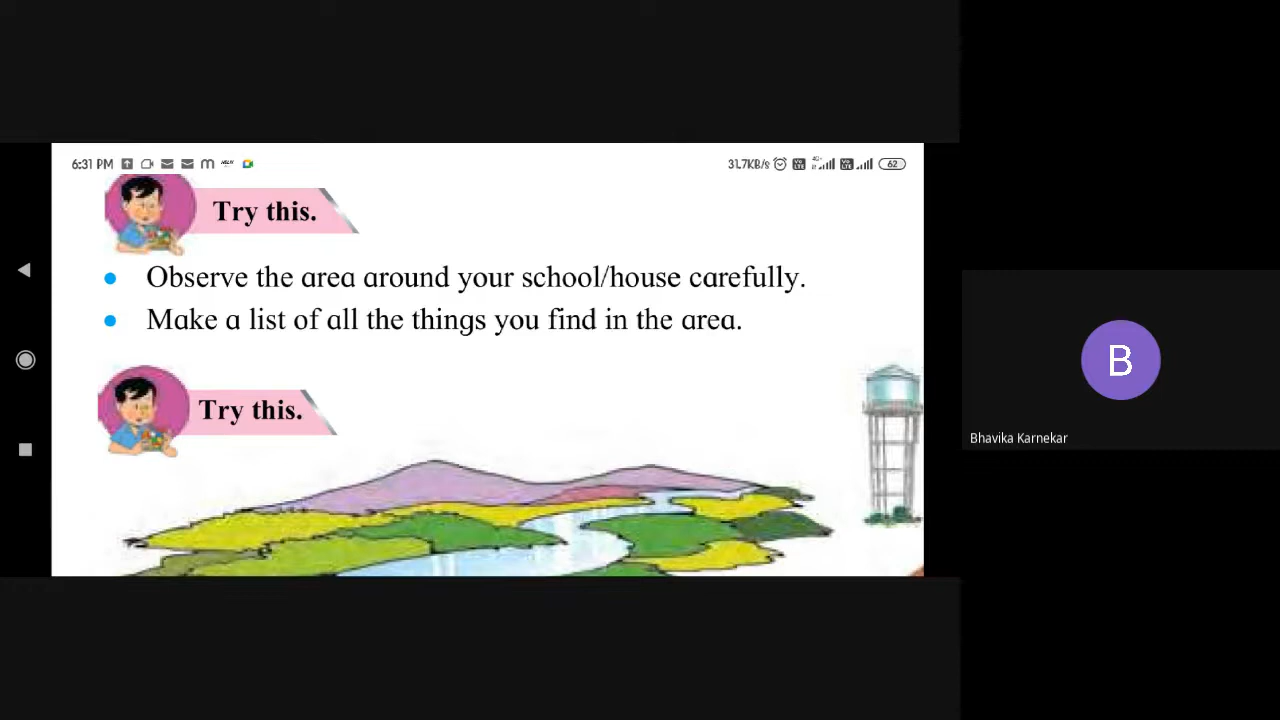 6:31 PM
31.7KB/s
62
Try this.
Observe the area around your school/house carefully.
Make a list of all the things you find in the area.
Try this.
B
Bhavika Karnekar